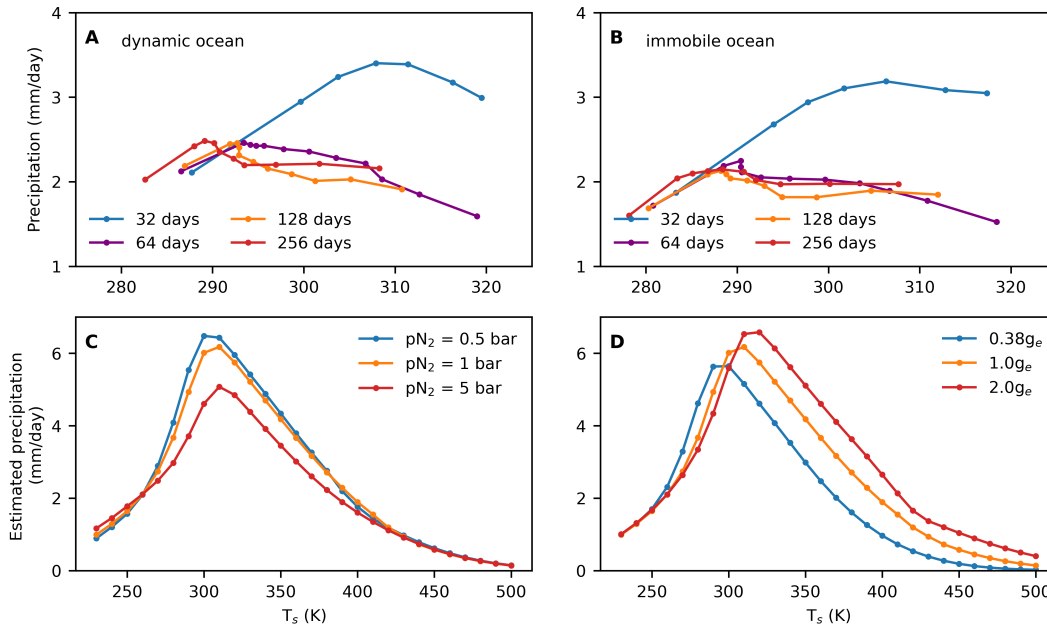 4
3
2
1
Precipitation (mm/day)
A
dynamic ocean
32 days
64 days
128 days
256 days
280
290
300
310
320
4
3
2
1
B
immobile ocean
32 days
64 days
128 days
256 days
280
290
300
310
320
6
4
2
0
Estimated precipitation
(mm/day)
C
pN₂ = 0.5 bar
pN₂ = 1 bar
pN₂ = 5 bar
250
300
350
400
450
500
Tₛ (K)
6
4
2
0
D
0.38gₑ
1.0gₑ
2.0gₑ
250
300
350
400
450
500
Tₛ (K)